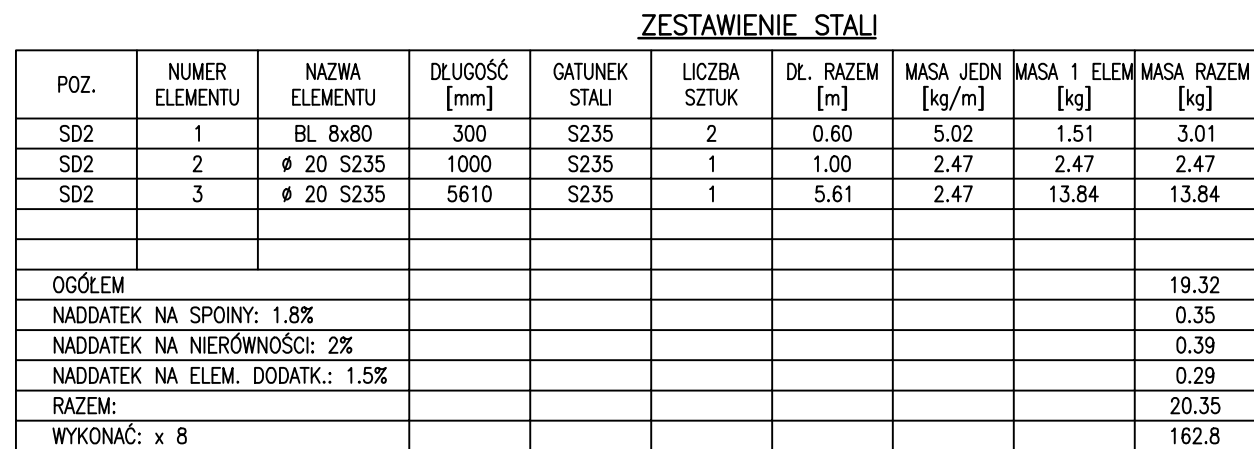 ZESTAWIENIE STALI
POZ. NUMER ELEMENTU NAZWA ELEMENTU DŁUGOŚĆ [mm] GATUNEK STALI LICZBA SZTUK DŁ. RAZEM [m] MASA JEDN [kg/m] MASA 1 ELEM [kg] MASA RAZEM [kg]
SD2 1 BL 8x80 300 S235 2 0.60 5.02 1.51 3.01
SD2 2 ø 20 S235 1000 S235 1 1.00 2.47 2.47 2.47
SD2 3 ø 20 S235 5610 S235 1 5.61 2.47 13.84 13.84
OGÓŁEM 19.32
NADDATEK NA SPOINY: 1.8% 0.35
NADDATEK NA NIERÓWNOŚCI: 2% 0.39
NADDATEK NA ELEM. DODATK.: 1.5% 0.29
RAZEM: 20.35
WYKONAĆ: x 8 162.8